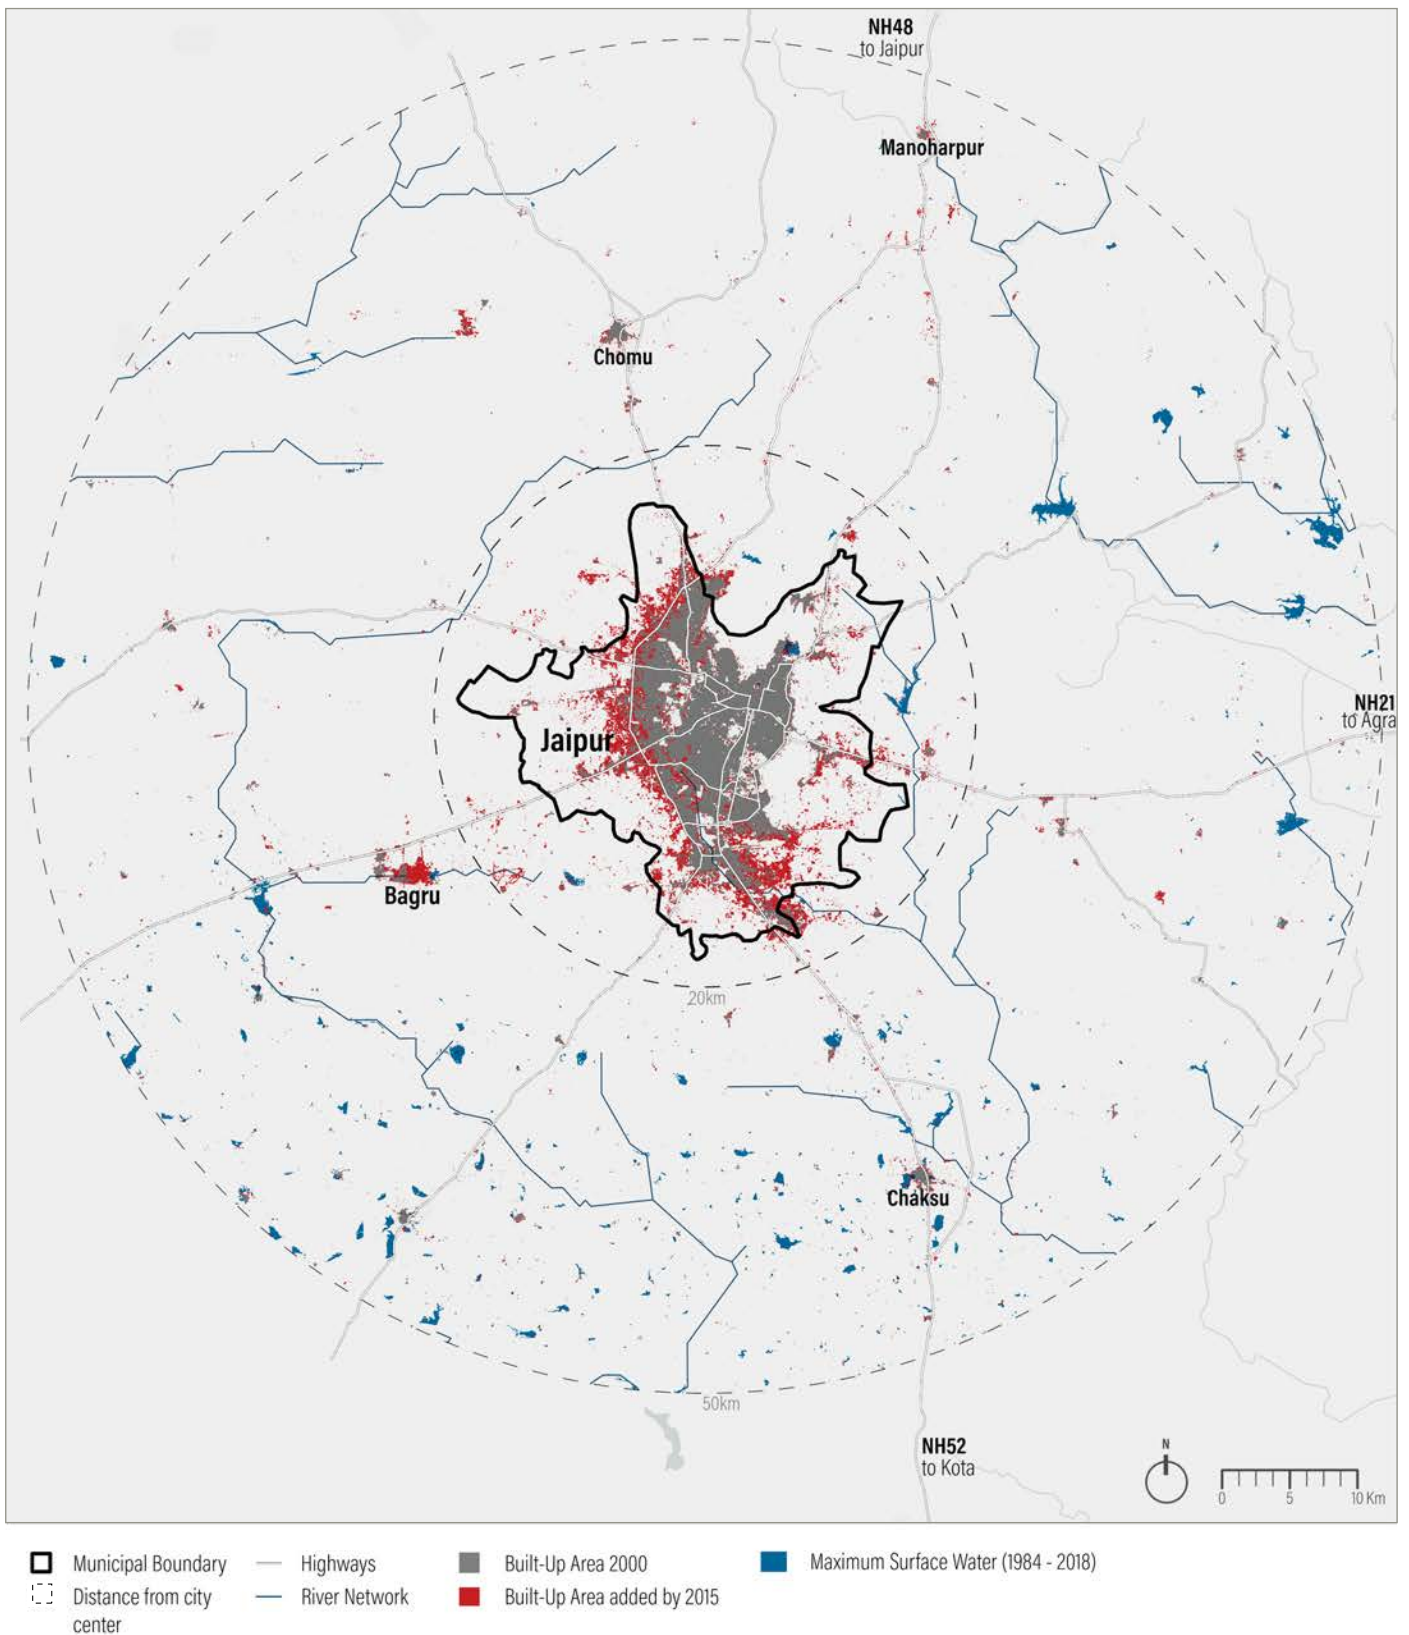 NH48
to Jaipur
Manoharpur
Chomu
NH21
to Agra
Jaipur
Bagru
20km
Chaksu
50km
NH52
to Kota
N
0
5
10 Km
Municipal Boundary
Highways
Built-Up Area 2000
Maximum Surface Water (1984 - 2018)
Distance from city
center
River Network
Built-Up Area added by 2015